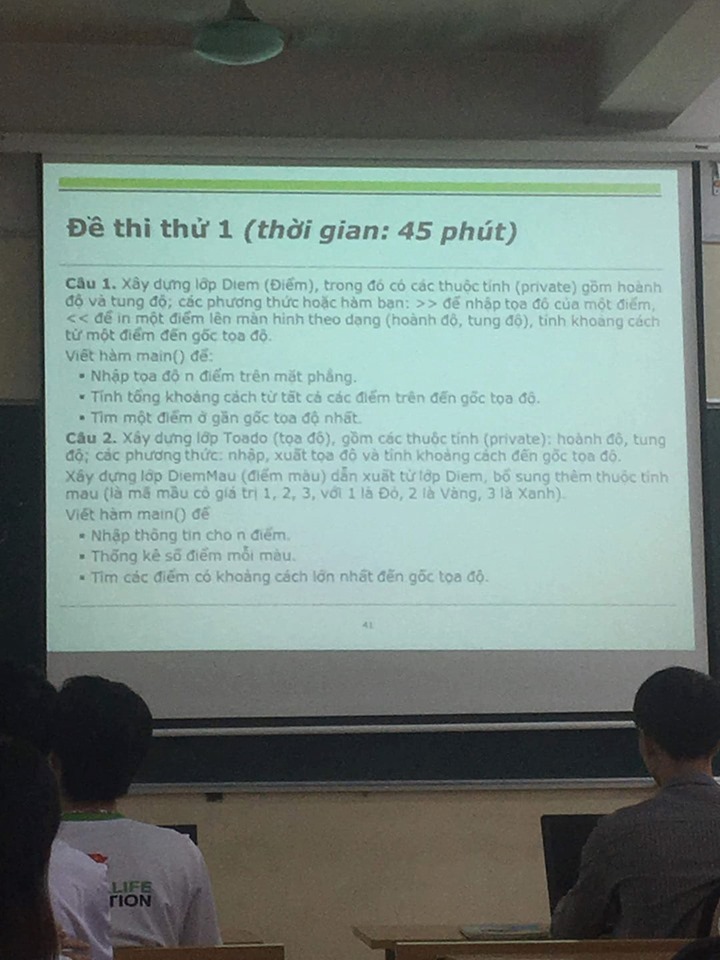 Đề thi thử 1 (thời gian: 45 phút)
Câu 1. Xây dựng lớp Diem (Điểm), trong đó có các thuộc tính (private) gồm hoành
độ và tung độ; các phương thức hoặc hàm bạn: >> để nhập tọa độ của một điểm,
<< để in một điểm lên màn hình theo dạng (hoành độ, tung độ), tính khoảng cách
từ một điểm đến gốc tọa độ.
Viết hàm main() để:
▪ Nhập tọa độ n điểm trên mặt phẳng.
▪ Tính tổng khoảng cách từ tất cả các điểm trên đến gốc tọa độ.
▪ Tìm một điểm ở gần gốc tọa độ nhất.
Câu 2. Xây dựng lớp Toado (tọa độ), gồm các thuộc tính (private): hoành độ, tung
độ; các phương thức: nhập, xuất tọa độ và tính khoảng cách đến gốc tọa độ.
Xây dựng lớp DiemMau (điểm màu) dẫn xuất từ lớp Diem, bổ sung thêm thuộc tính
mau (là mã mầu có giá trị 1, 2, 3, với 1 là Đỏ, 2 là Vàng, 3 là Xanh).
Viết hàm main() để
▪ Nhập thông tin cho n điểm.
▪ Thống kê số điểm mỗi màu.
▪ Tìm các điểm có khoảng cách lớn nhất đến gốc tọa độ.
41
LIFE
TION